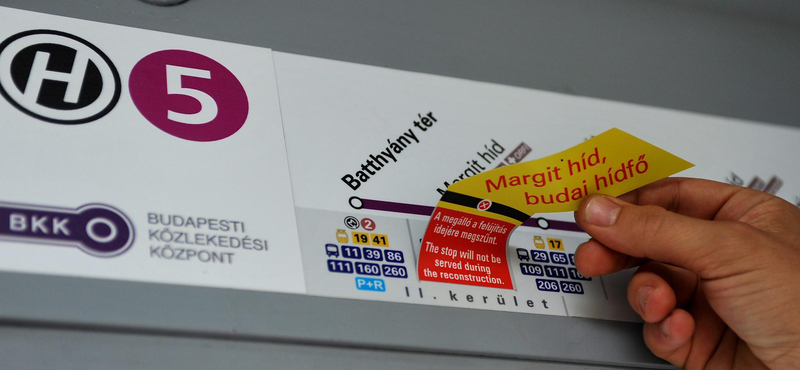 H
5
BKK
BUDAPESTI
KÖZLEKEDÉSI
KÖZPONT
Batthyány tér
2
19 41
11 39 86
111 160 260
P+R
Margit híd
Margit híd,
budai hídfő
A megálló a felújítás
idejére megszűnt.
The stop will not be
served during
the reconstruction.
17
29 65
109 111
206 260
II. kerület